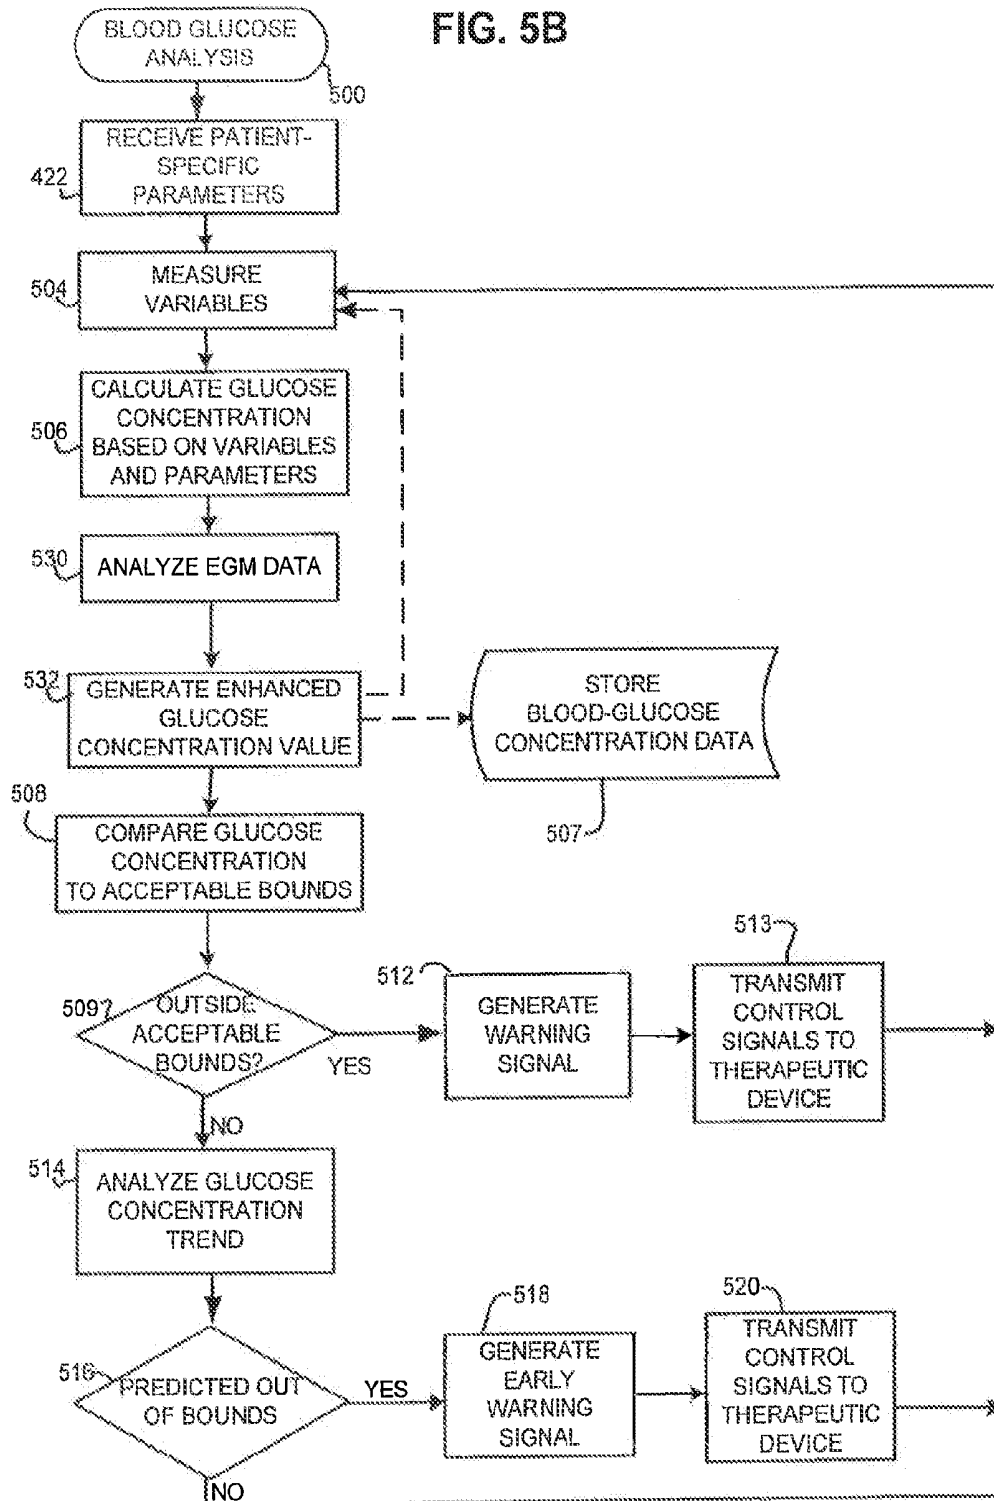 FIG. 5B
BLOOD GLUCOSE
ANALYSIS
500
RECEIVE PATIENT-
SPECIFIC
PARAMETERS
422
MEASURE
VARIABLES
504
CALCULATE GLUCOSE
CONCENTRATION
BASED ON VARIABLES
AND PARAMETERS
506
530
ANALYZE EGM DATA
532
GENERATE ENHANCED
GLUCOSE
CONCENTRATION VALUE
STORE
BLOOD-GLUCOSE
CONCENTRATION DATA
507
508
COMPARE GLUCOSE
CONCENTRATION
TO ACCEPTABLE BOUNDS
509
OUTSIDE
ACCEPTABLE
BOUNDS?
YES
NO
512
GENERATE
WARNING
SIGNAL
513
TRANSMIT
CONTROL
SIGNALS TO
THERAPEUTIC
DEVICE
514
ANALYZE GLUCOSE
CONCENTRATION
TREND
516
PREDICTED OUT
OF BOUNDS
YES
NO
518
GENERATE
EARLY
WARNING
SIGNAL
520
TRANSMIT
CONTROL
SIGNALS TO
THERAPEUTIC
DEVICE